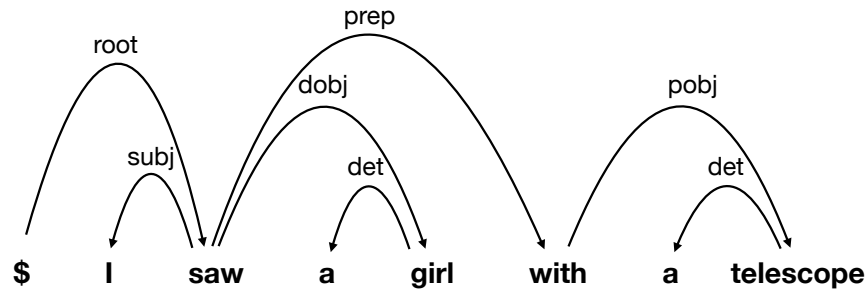 prep
root
dobj
pobj
subj
det
det
$ I saw a girl with a telescope